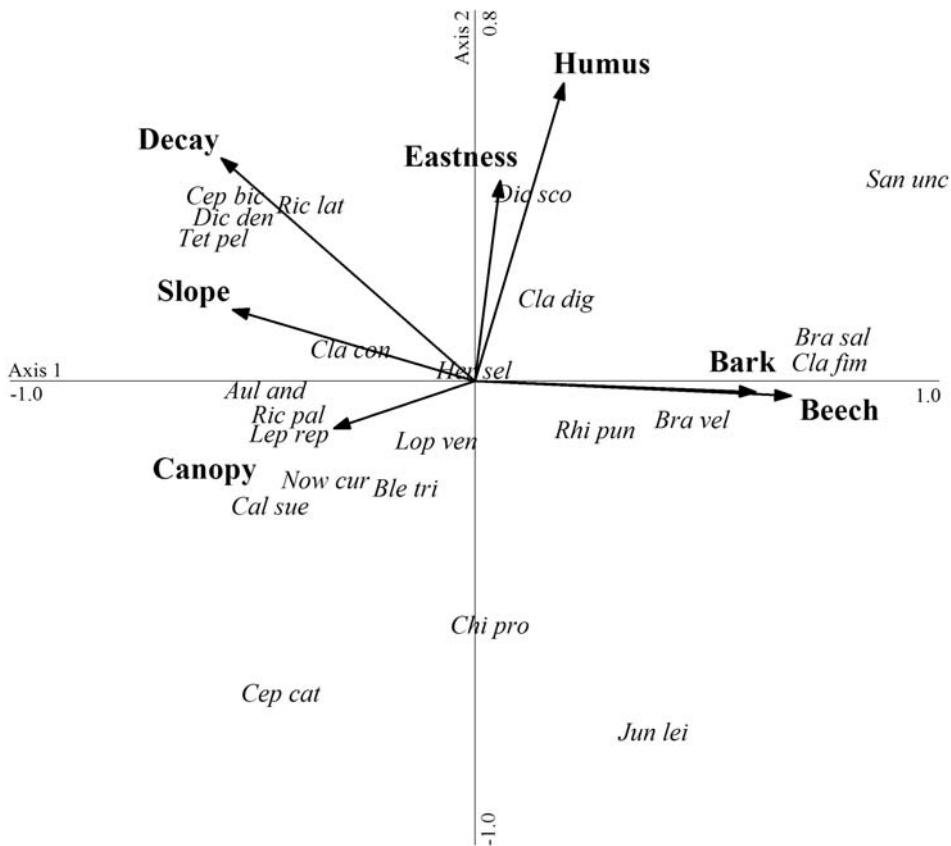 Axis 2
0.8
Humus
Decay
Eastness
San unc
Cep bic
Ric lat
Dic sco
Dic den
Tet pel
Slope
Cla dig
Bra sal
Cla con
Cla fim
Axis 1
Her sel
Bark
-1.0
Aul and
1.0
Beech
Ric pal
Lep rep
Bra vel
Rhi pun
Lop ven
Canopy
Now cur
Ble tri
Cal sue
Chi pro
Cep cat
Jun lei
-1.0